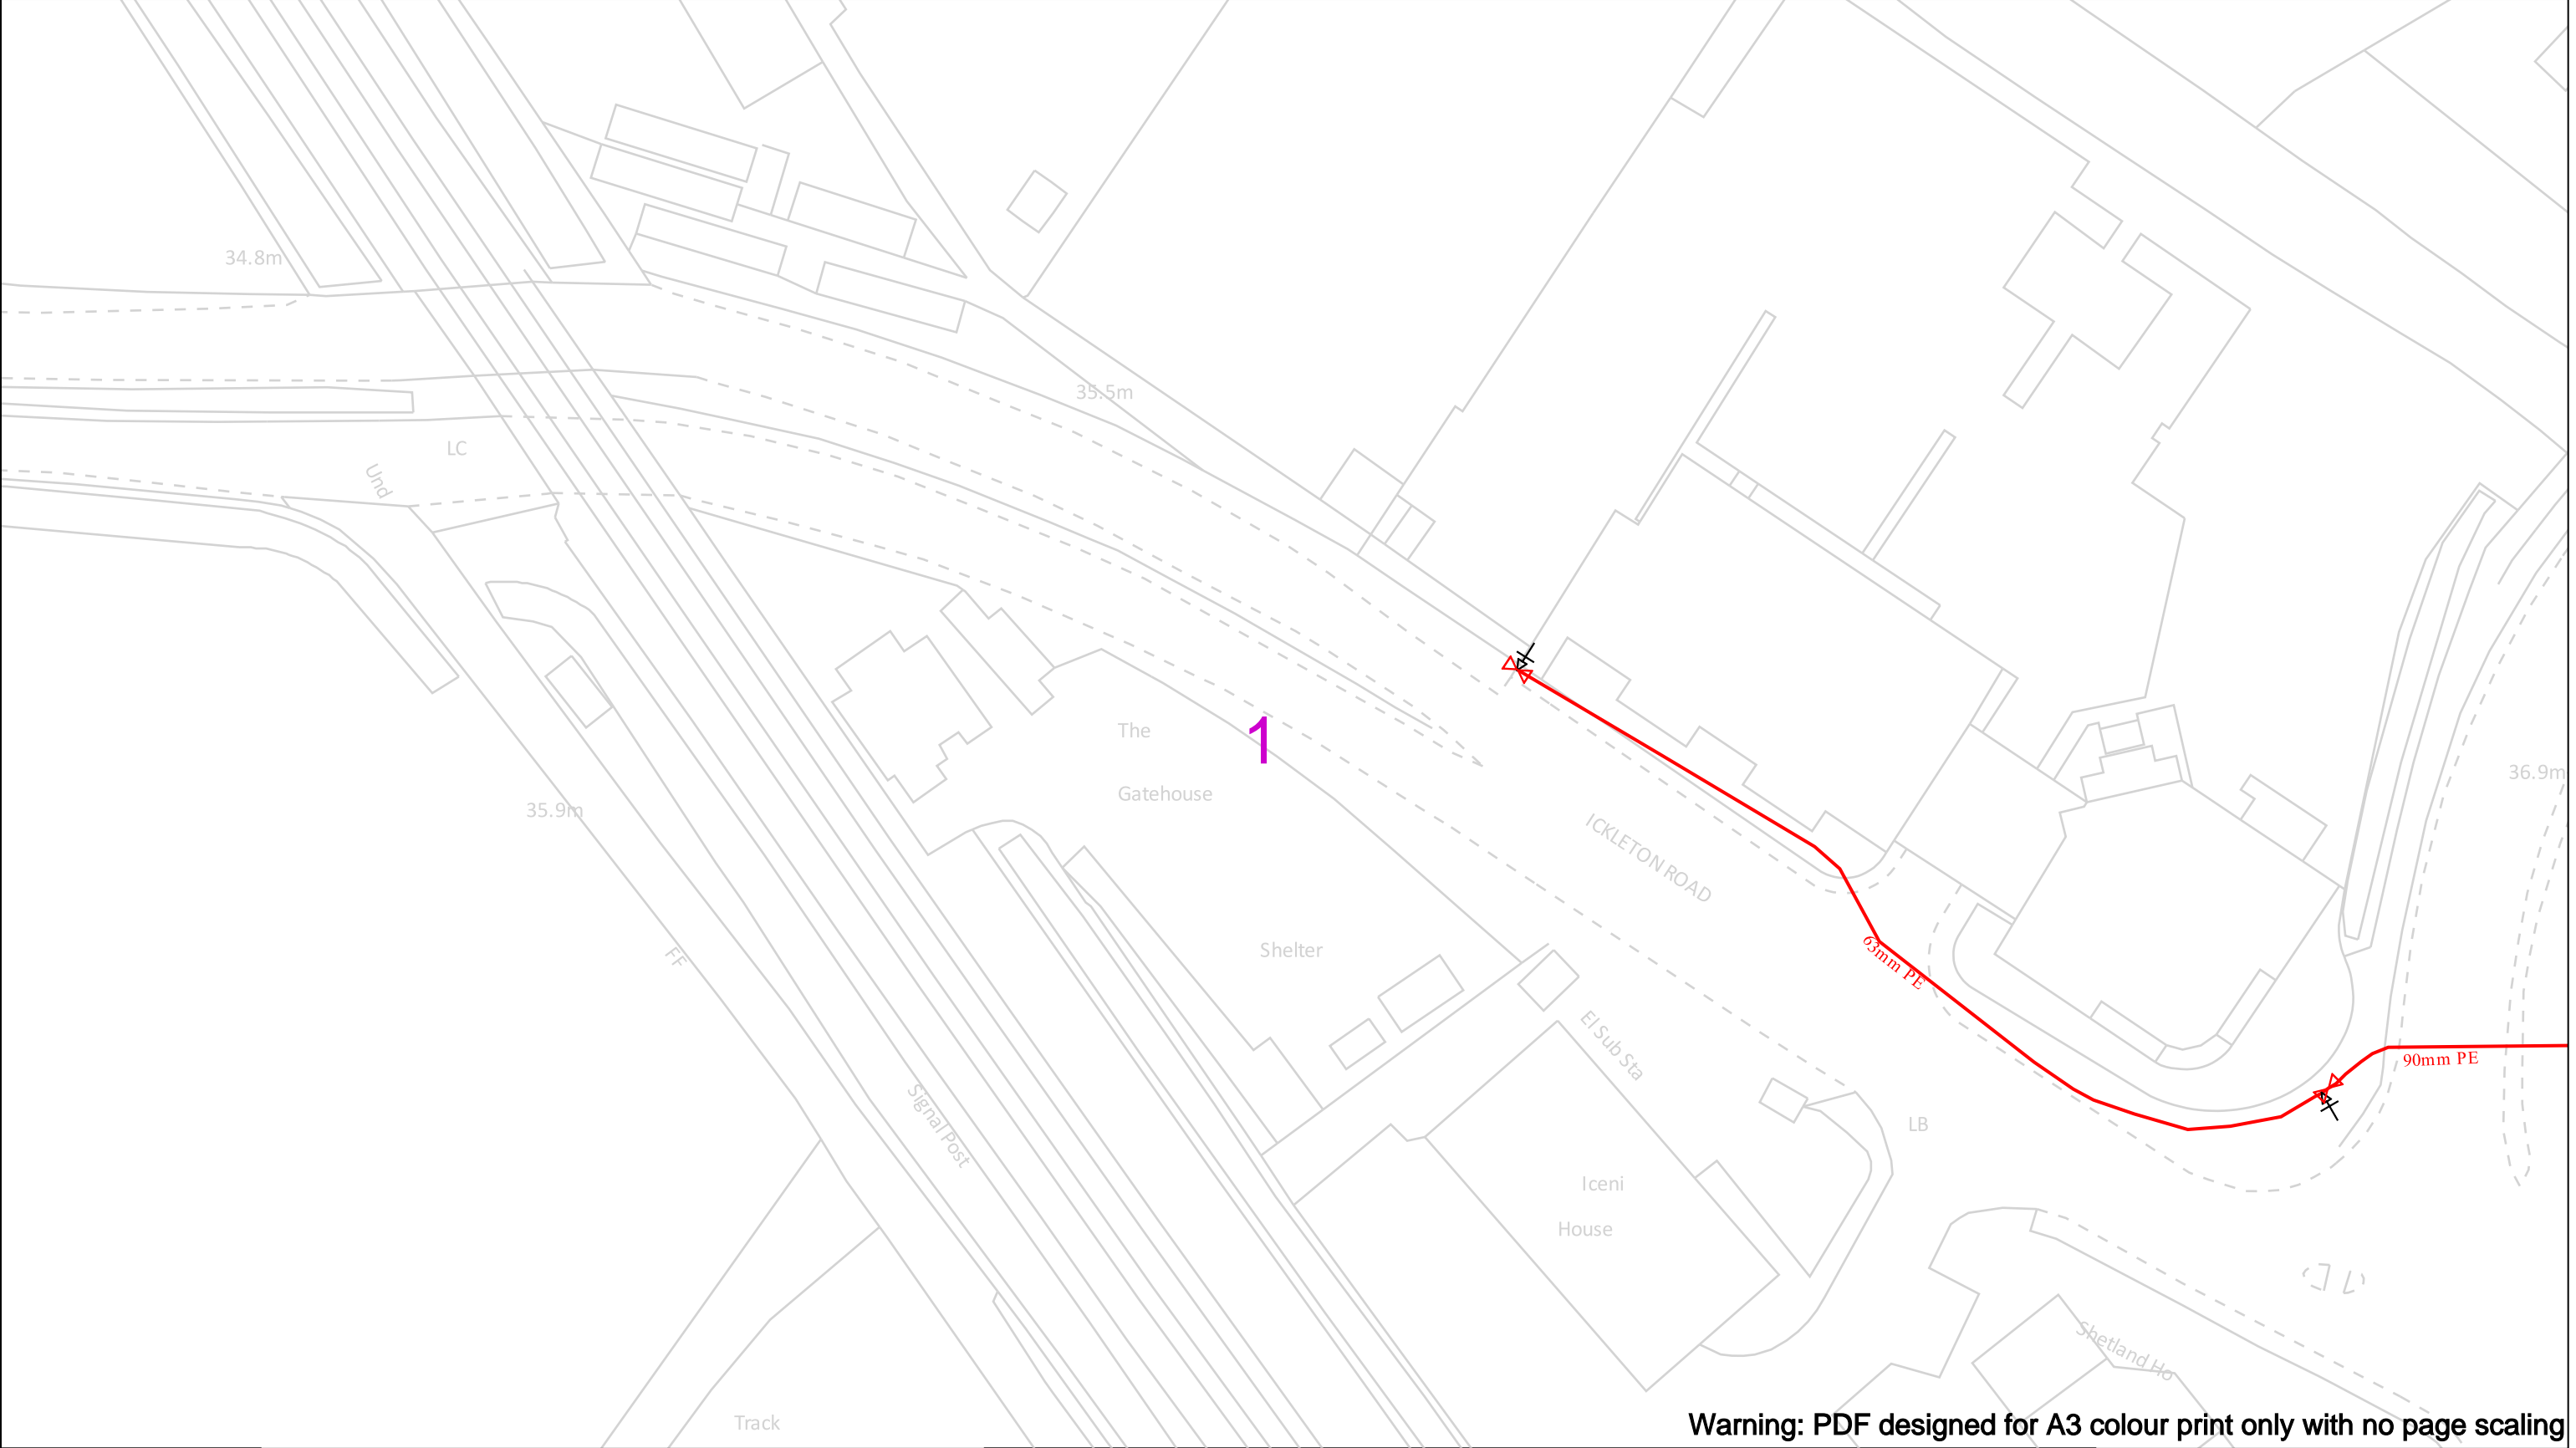 34.8m
35.5m
LC
Und
The
1
Gatehouse
36.9m
35.9m
ICKLETON ROAD
FF
Shelter
63mm PE
El Sub Sta
90mm PE
Signal Post
LB
Iceni
House
Shetland Ho
Track
Warning: PDF designed for A3 colour print only with no page scaling